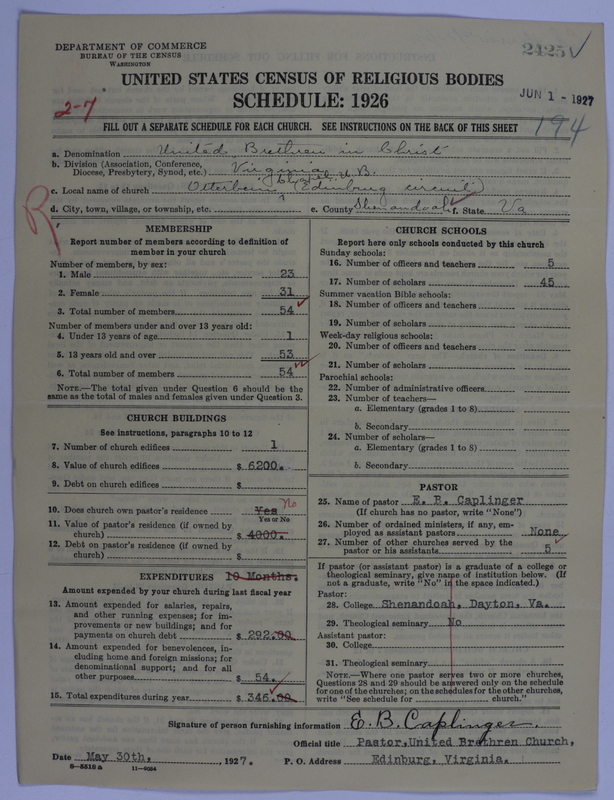 DEPARTMENT OF COMMERCE
BUREAU OF THE CENSUS
WASHINGTON
2425 ✓
UNITED STATES CENSUS OF RELIGIOUS BODIES
SCHEDULE: 1926
JUN 1 - 1927
2-7
FILL OUT A SEPARATE SCHEDULE FOR EACH CHURCH. SEE INSTRUCTIONS ON THE BACK OF THIS SHEET
194
a. Denomination United Brethren in Christ
b. Division (Association, Conference, Diocese, Presbytery, Synod, etc.) Virginia
c. Local name of church Otterbein Chapel U. B. (Edinburg circuit)
d. City, town, village, or township, etc. e. County Shenandoah f. State Va
R
MEMBERSHIP
Report number of members according to definition of
member in your church
Number of members, by sex:
1. Male 23
2. Female 31
3. Total number of members 54 ✓
Number of members under and over 13 years old:
4. Under 13 years of age 1
5. 13 years old and over 53
6. Total number of members 54 ✓
NOTE.—The total given under Question 6 should be
same as the total of males and females given under Question 3.
CHURCH BUILDINGS
See instructions, paragraphs 10 to 12
7. Number of church edifices 1
8. Value of church edifices $ 6200.
9. Debt on church edifices $
10. Does church own pastor's residence Yes No
Yes or No
11. Value of pastor's residence (if owned by
church) $ 4000.
12. Debt on pastor's residence (if owned by
church) $
EXPENDITURES 10 Months.
Amount expended by your church during last fiscal year
13. Amount expended for salaries, repairs,
and other running expenses; for im-
provements or new buildings; and for
payments on church debt $ 292.00.
14. Amount expended for benevolences, in-
cluding home and foreign missions; for
denominational support; and for all
other purposes $ 54.
15. Total expenditures during year $ 346.00
CHURCH SCHOOLS
Report here only schools conducted by this church
Sunday schools:
16. Number of officers and teachers 5
17. Number of scholars 45
Summer vacation Bible schools:
18. Number of officers and teachers
19. Number of scholars
Week-day religious schools:
20. Number of officers and teachers
21. Number of scholars
Parochial schools:
22. Number of administrative officers
23. Number of teachers—
a. Elementary (grades 1 to 8)
b. Secondary
24. Number of scholars—
a. Elementary (grades 1 to 8)
b. Secondary
PASTOR
25. Name of pastor E. B. Caplinger
(If church has no pastor, write "None")
26. Number of ordained ministers, if any, em-
ployed as assistant pastors None
27. Number of other churches served by the
pastor or his assistants 5 ✓
If pastor (or assistant pastor) is a graduate of a college or
theological seminary, give name of institution below. (If
not a graduate, write "No" in the space indicated.)
Pastor:
28. College Shenandoah, Dayton, Va.
29. Theological seminary No
Assistant pastor:
30. College
31. Theological seminary
NOTE.—Where one pastor serves two or more churches,
Questions 28 and 29 should be answered only on the schedule
for one of the churches; on the schedules for the other churches,
write "See schedule for church."
Signature of person furnishing information E. B. Caplinger.
Official title Pastor,United Brethren Church,
Date May 30th, 1927. P. O. Address Edinburg, Virginia.
8-5518 a 11-9064